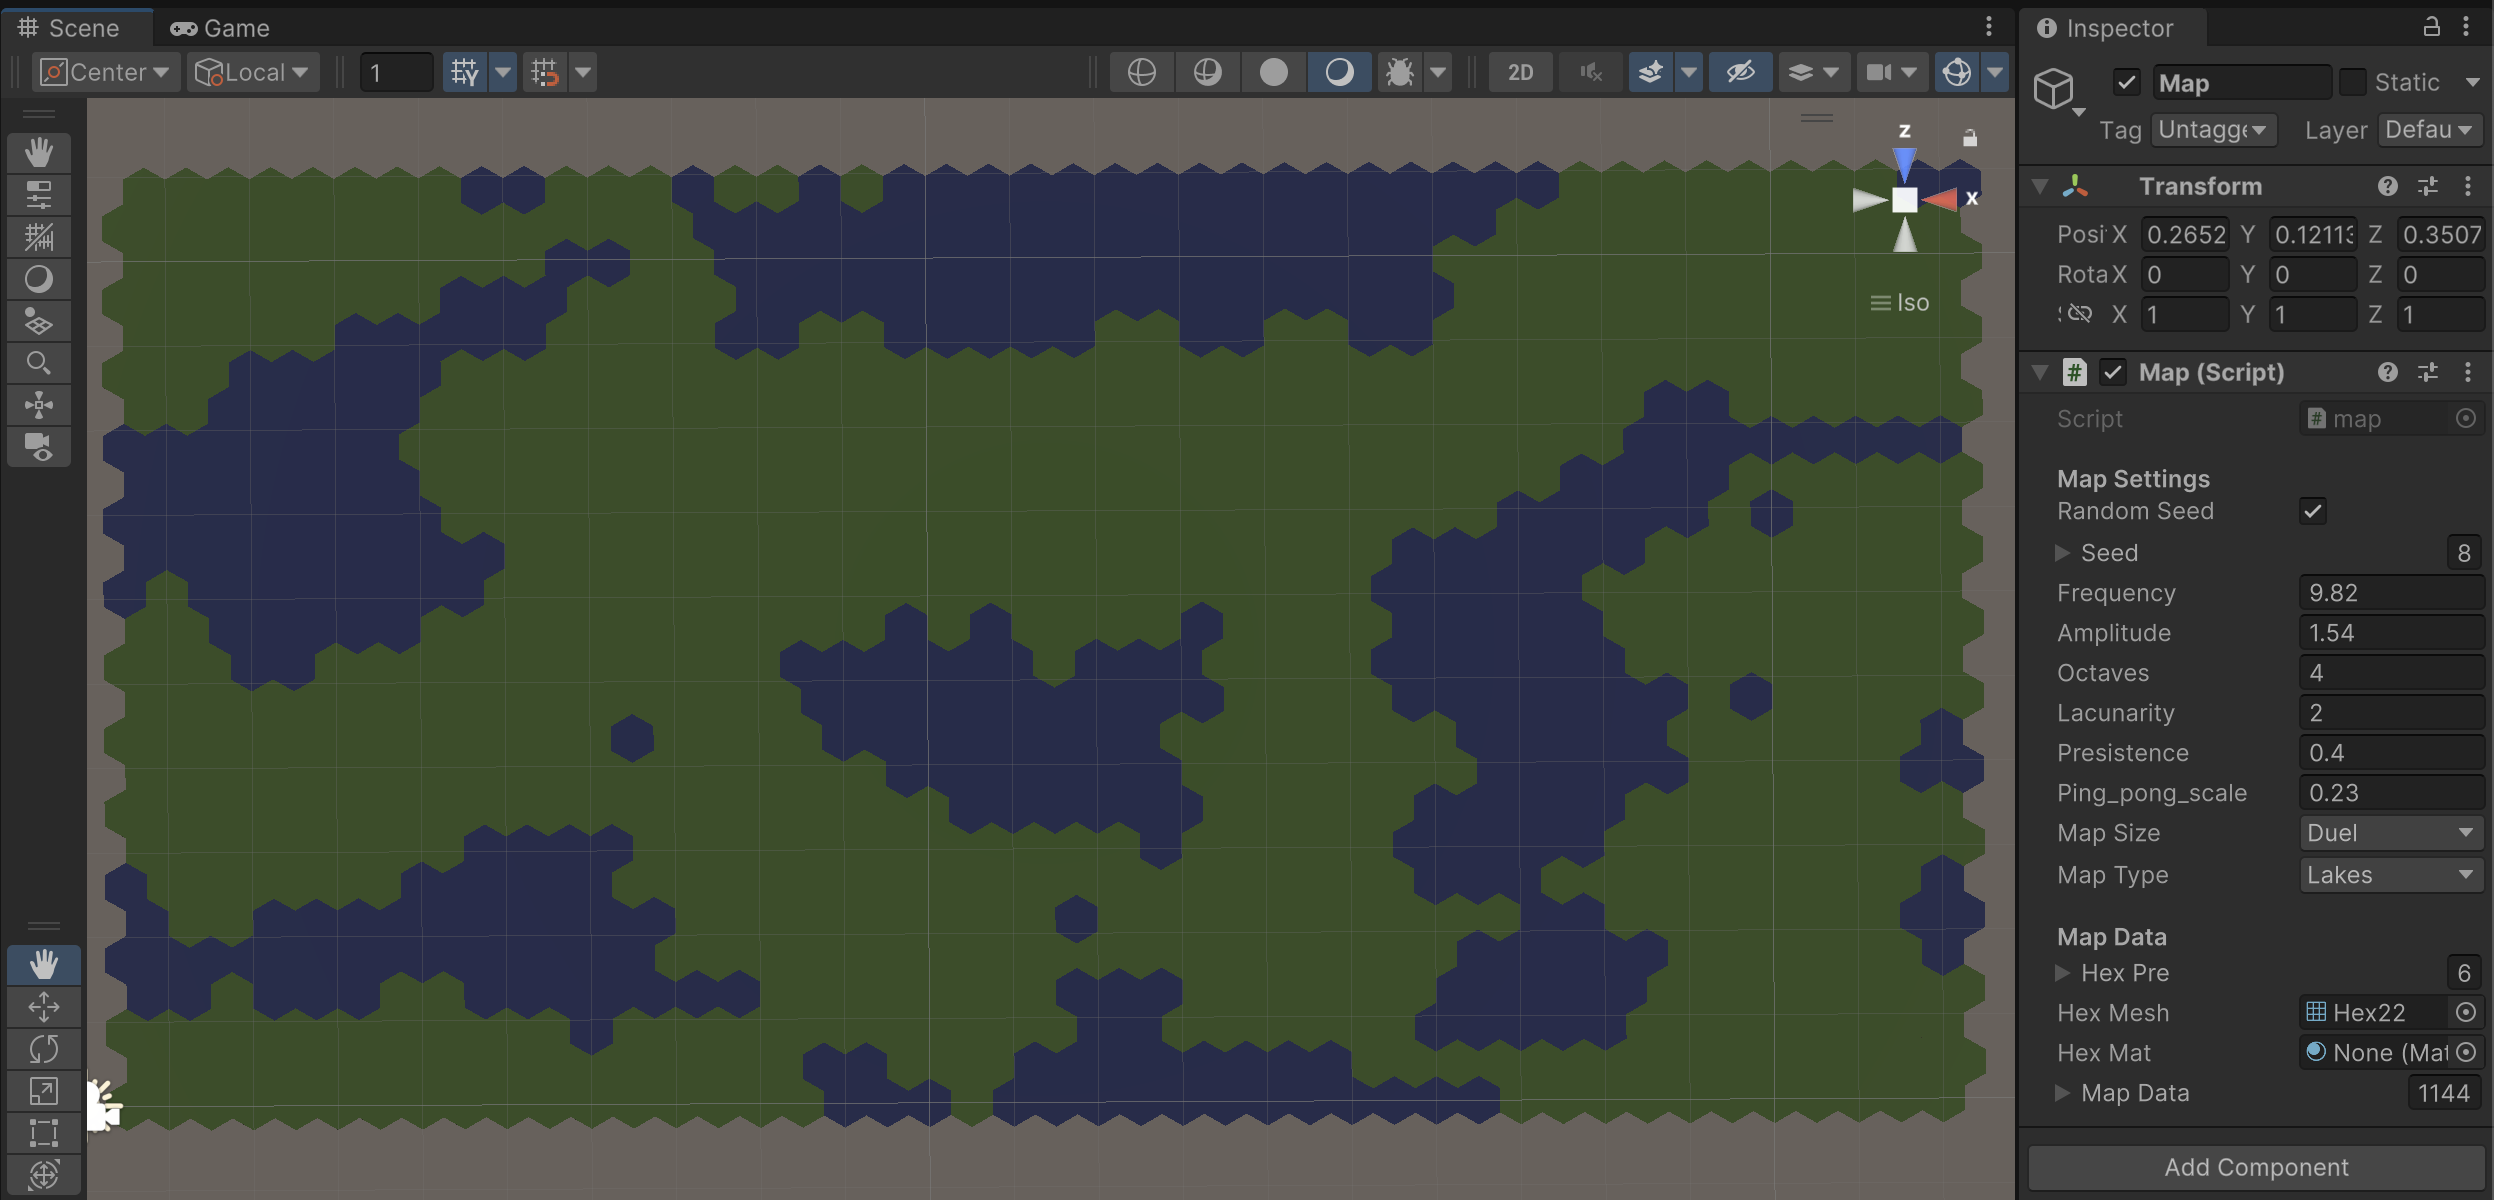 Scene
Game
Center
Local
1
2D
z
x
Iso
Inspector
Map
Static
Tag
Untagge
Layer
Defau
Transform
Posi X 0.2652 Y 0.1211 Z 0.3507
Rota X 0 Y 0 Z 0
X 1 Y 1 Z 1
# Map (Script)
Script # map
Map Settings
Random Seed
Seed 8
Frequency 9.82
Amplitude 1.54
Octaves 4
Lacunarity 2
Presistence 0.4
Ping_pong_scale 0.23
Map Size Duel
Map Type Lakes
Map Data
Hex Pre 6
Hex Mesh Hex22
Hex Mat None (Mat
Map Data 1144
Add Component